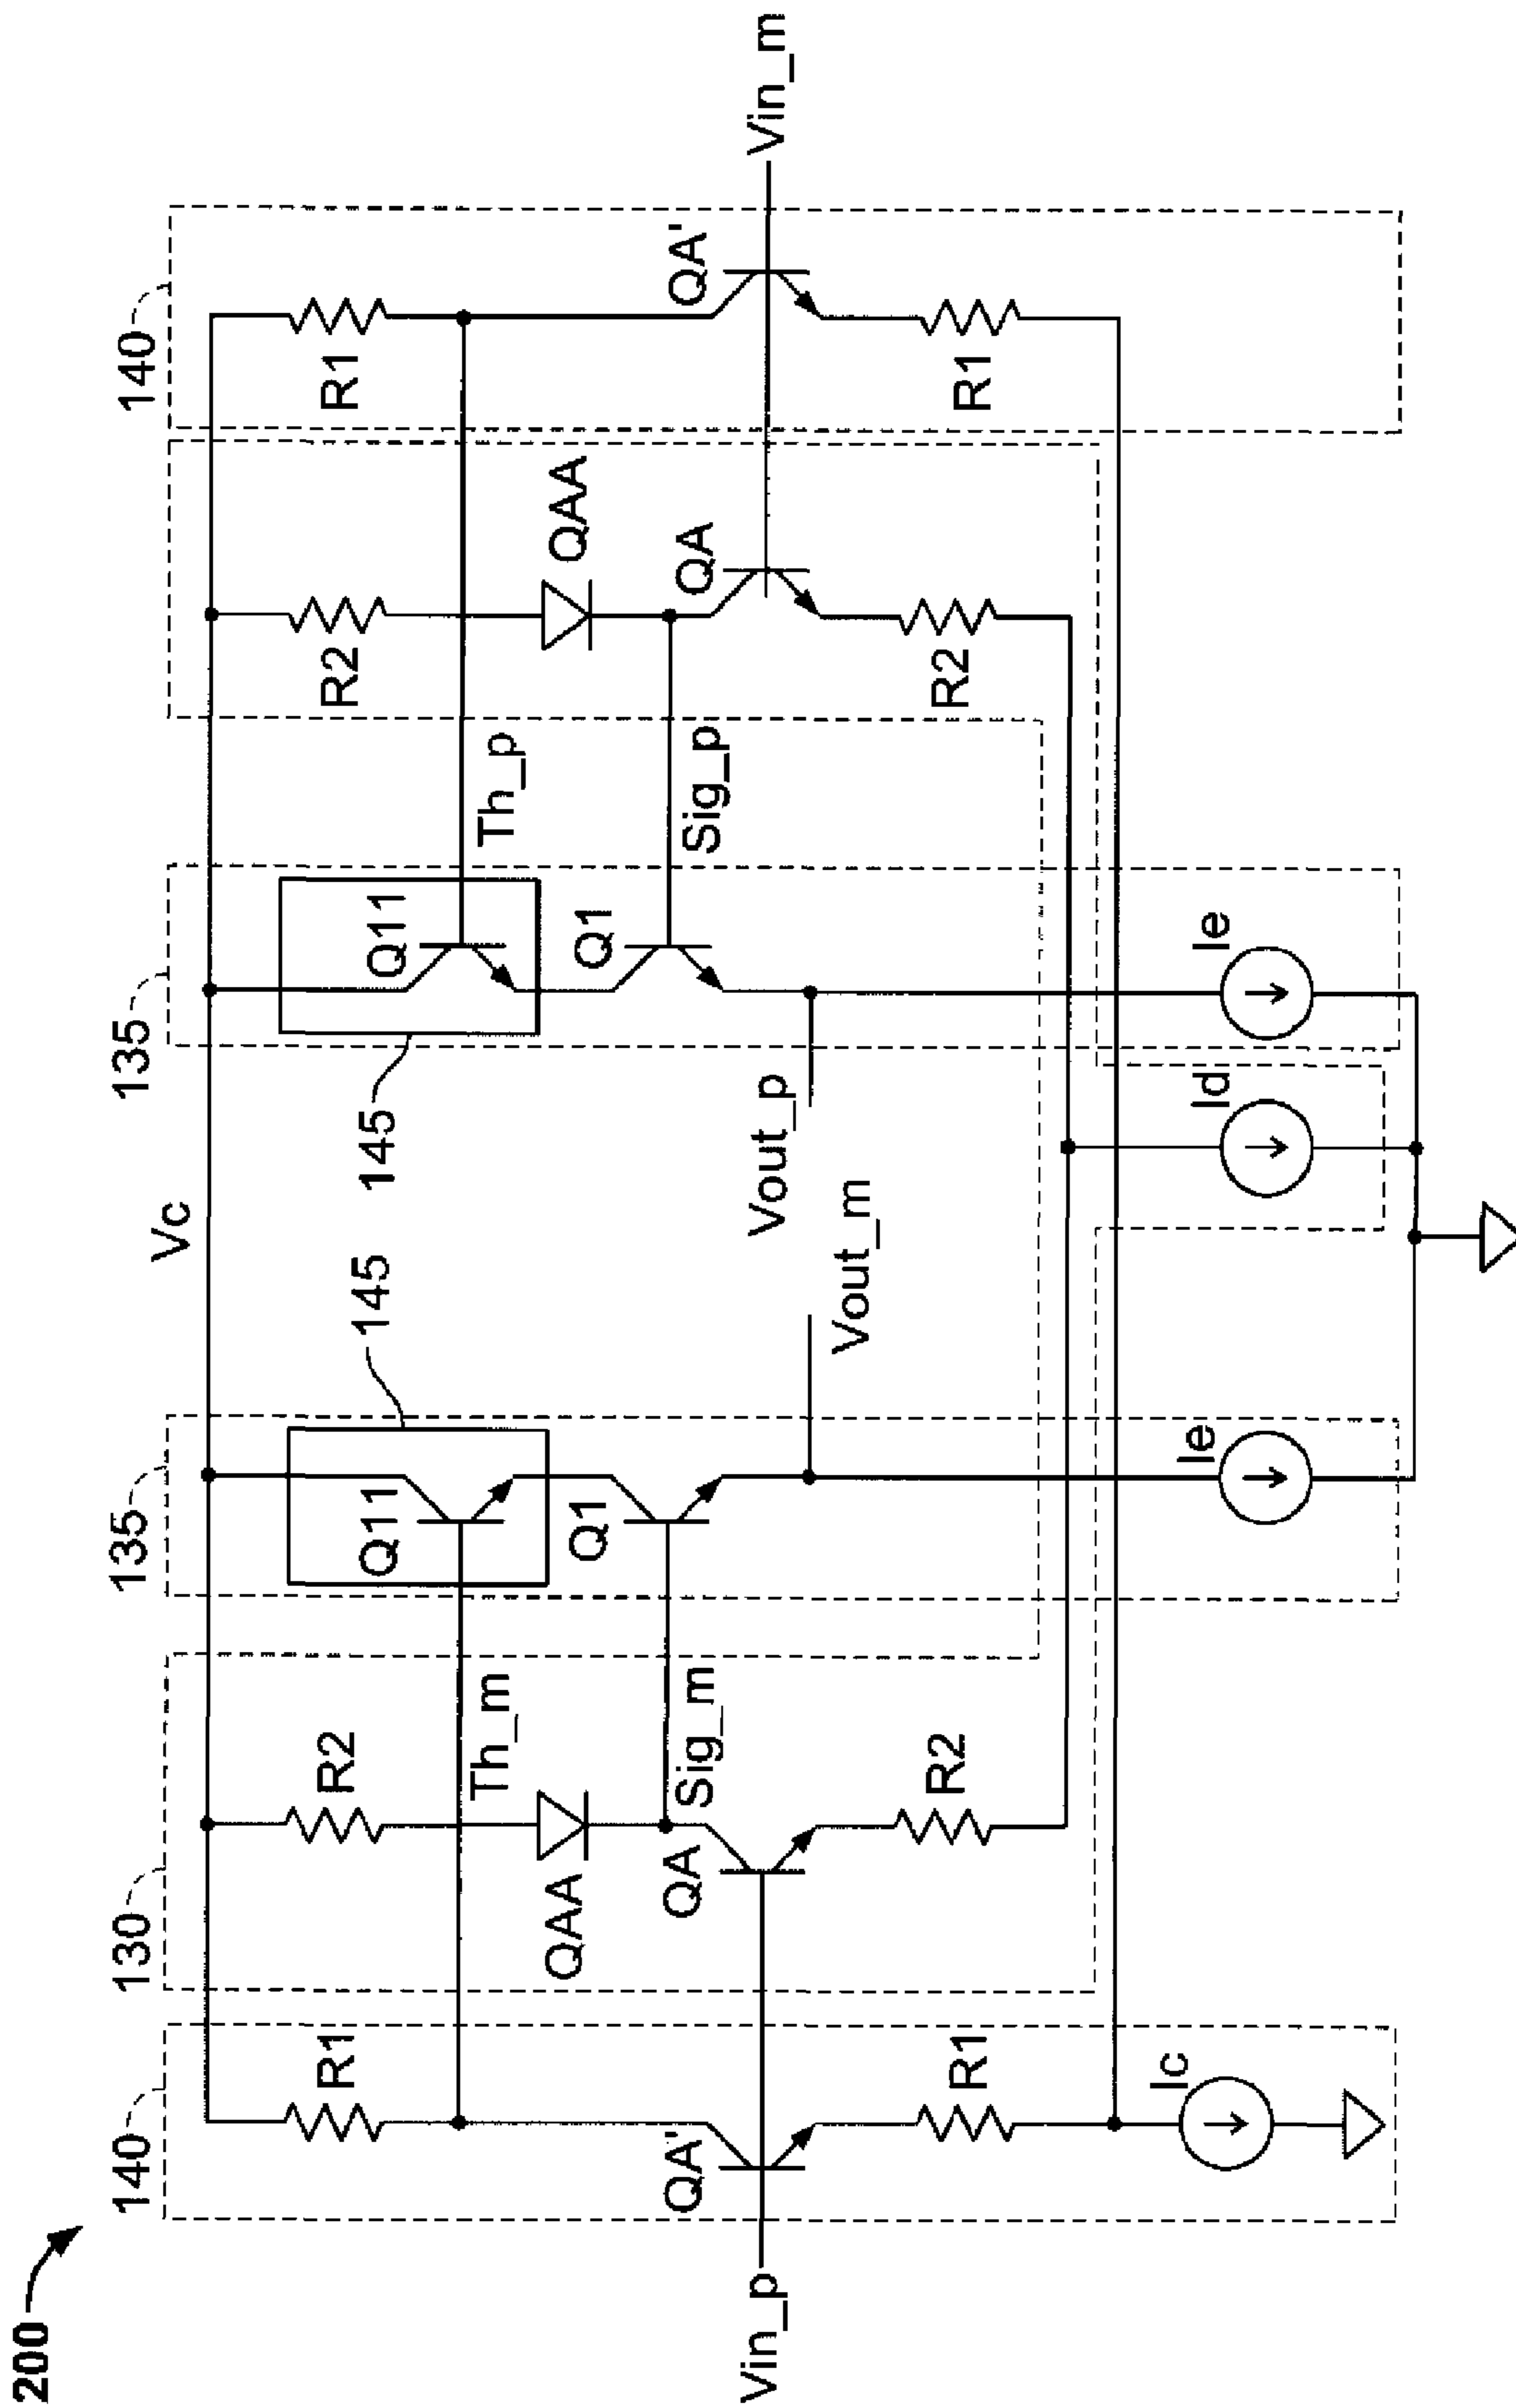 200
140
130
135
145
Vc
145
135
140
R1
R2
Q11
Q11
R2
R1
Th_m
Th_p
QAA
QAA
Q1
Q1
Sig_m
Sig_p
QA'
QA
QA
QA'
Vin_p
Vin_m
Vout_m
Vout_p
R1
R2
R2
R1
Ic
Ie
Id
Ie